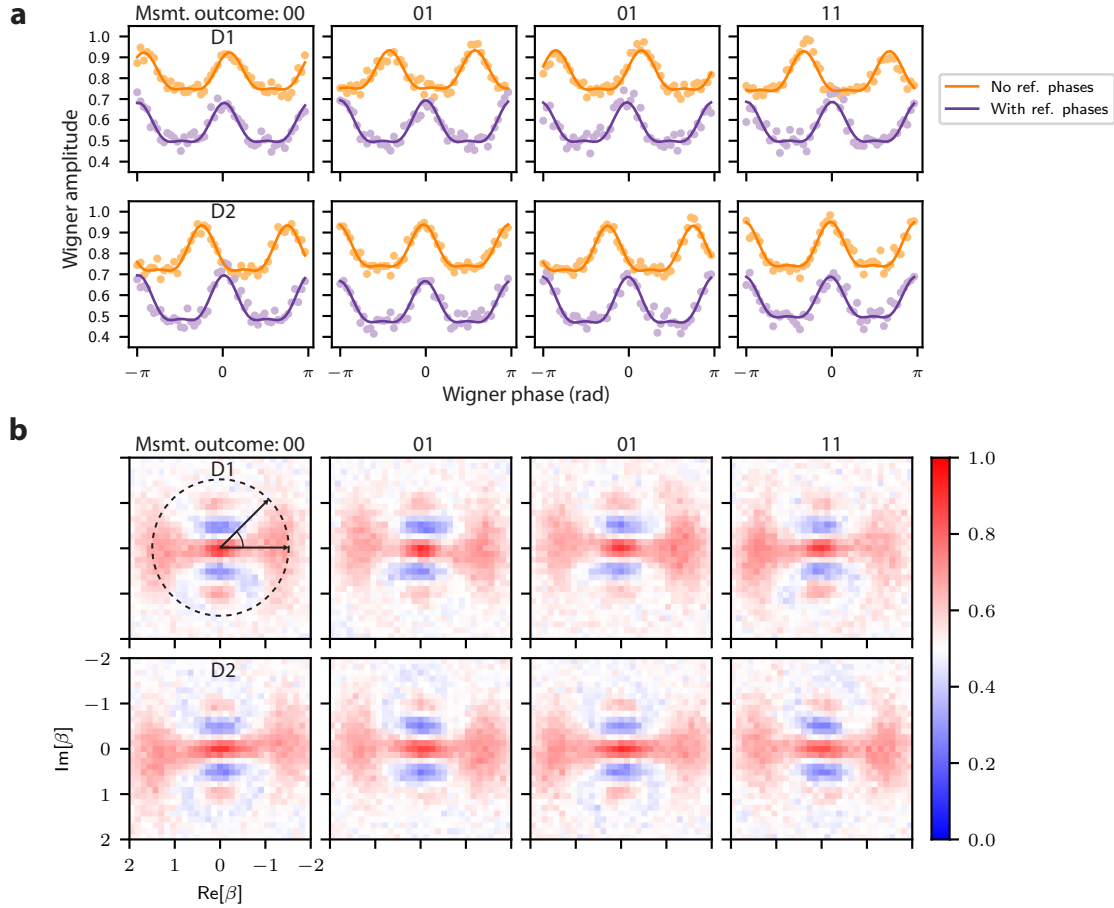 a
Msmt. outcome: 00 01 01 11
D1
1.0
0.9
0.8
0.7
0.6
0.5
0.4
No ref. phases
With ref. phases
Wigner amplitude
D2
1.0
0.9
0.8
0.7
0.6
0.5
0.4
−π 0 π −π 0 π −π 0 π −π 0 π
Wigner phase (rad)
b
Msmt. outcome: 00 01 01 11
D1
1.0
0.8
0.6
0.4
0.2
0.0
D2
−2
−1
0
1
2
Im[β]
2 1 0 −1 −2
Re[β]